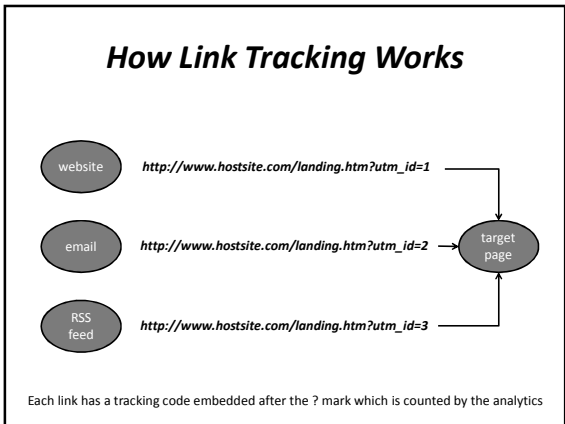 How Link Tracking Works
website
http://www.hostsite.com/landing.htm?utm_id=1
email
http://www.hostsite.com/landing.htm?utm_id=2
target
page
RSS
feed
http://www.hostsite.com/landing.htm?utm_id=3
Each link has a tracking code embedded after the ? mark which is counted by the analytics